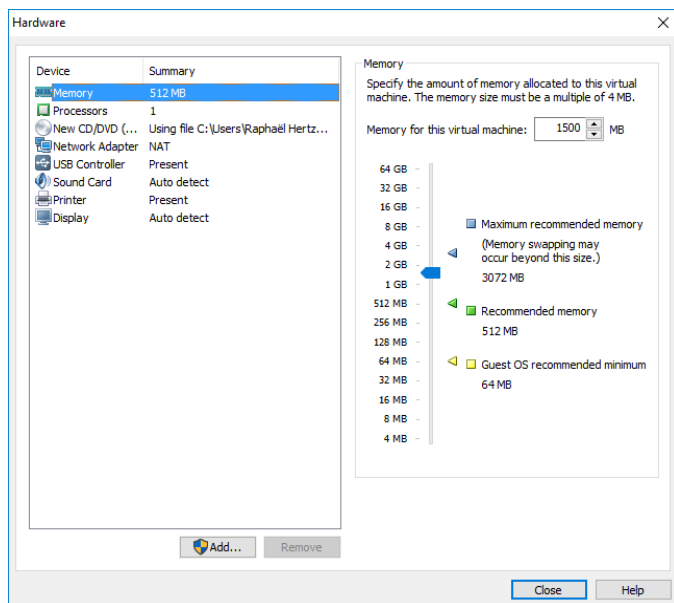 Hardware
Device Summary
Memory 512 MB
Processors 1
New CD/DVD (... Using file C:\Users\Raphaël Hertz...
Network Adapter NAT
USB Controller Present
Sound Card Auto detect
Printer Present
Display Auto detect
Add... Remove
Memory
Specify the amount of memory allocated to this virtual
machine. The memory size must be a multiple of 4 MB.
Memory for this virtual machine: 1500 MB
64 GB
32 GB
16 GB
8 GB
4 GB
2 GB
1 GB
512 MB
256 MB
128 MB
64 MB
32 MB
16 MB
8 MB
4 MB
Maximum recommended memory
(Memory swapping may
occur beyond this size.)
3072 MB
Recommended memory
512 MB
Guest OS recommended minimum
64 MB
Close Help